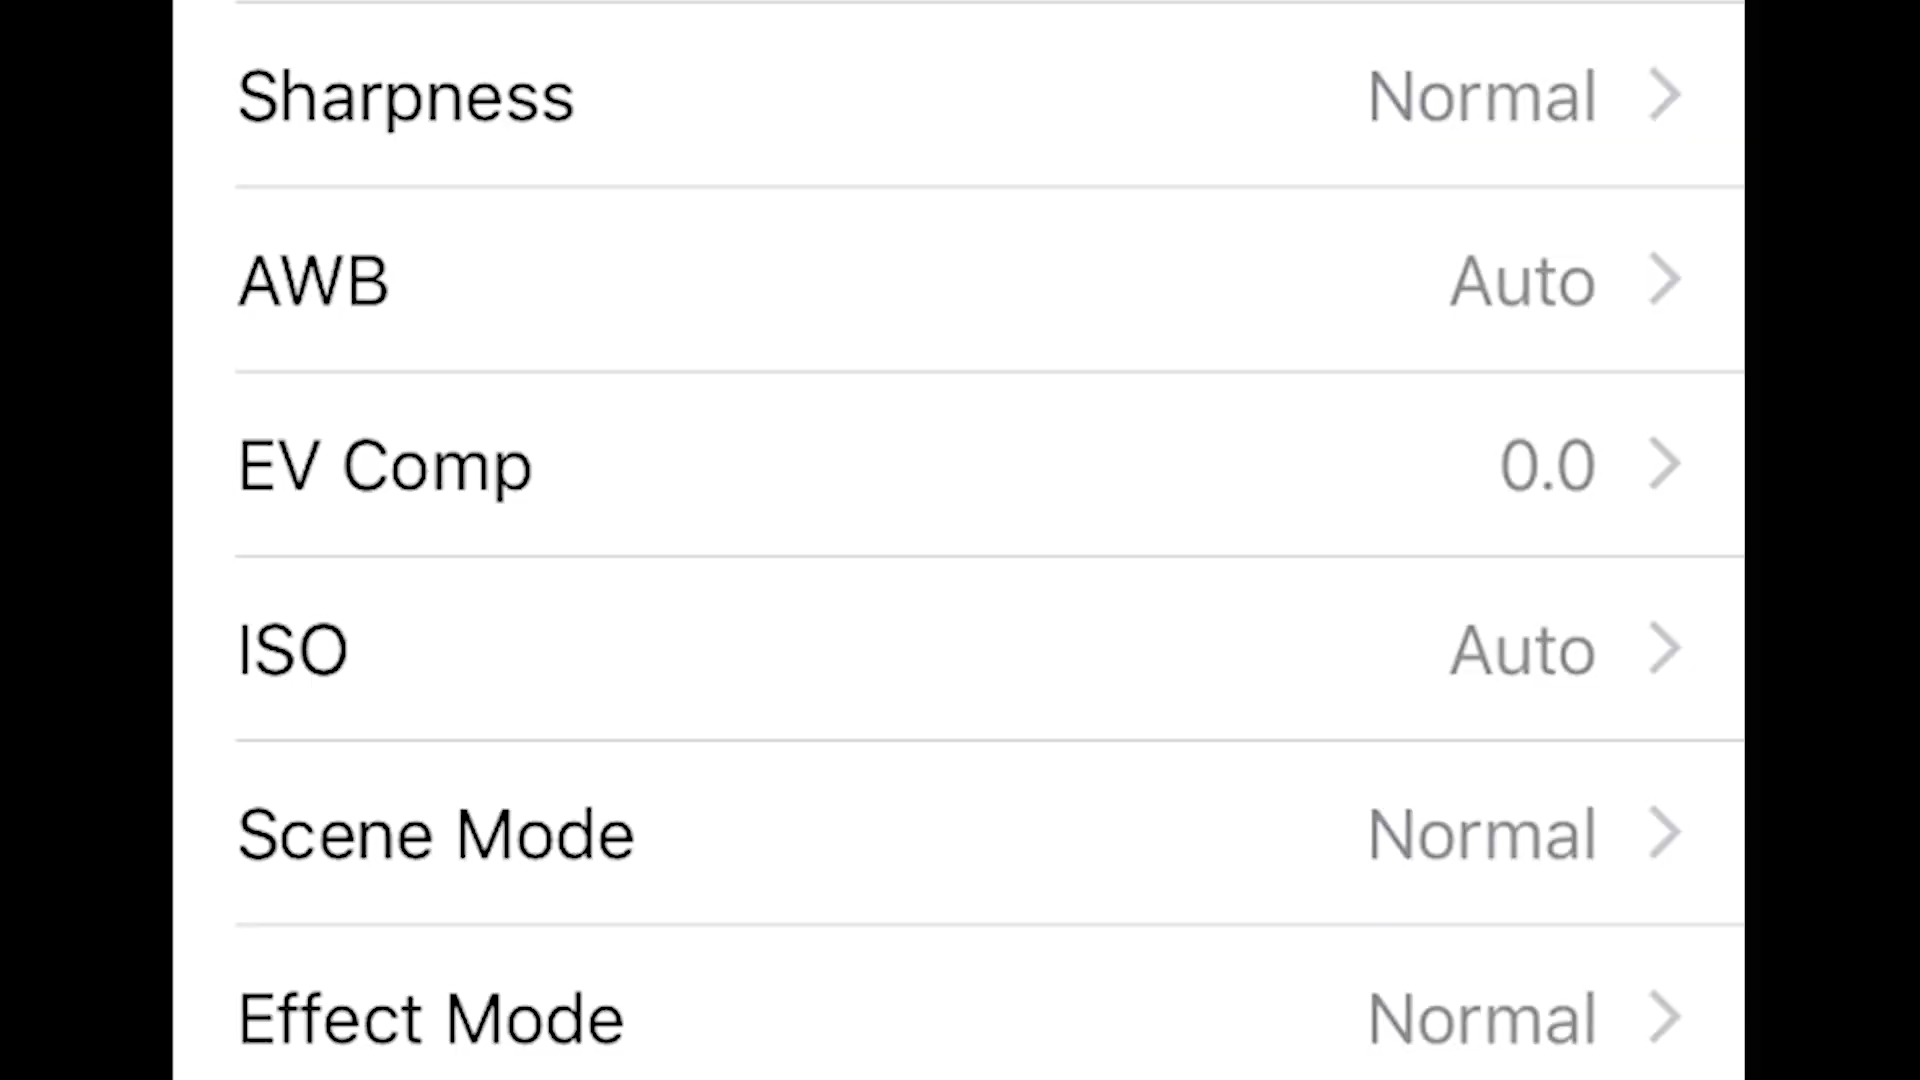 Sharpness Normal
AWB Auto
EV Comp 0.0
ISO Auto
Scene Mode Normal
Effect Mode Normal